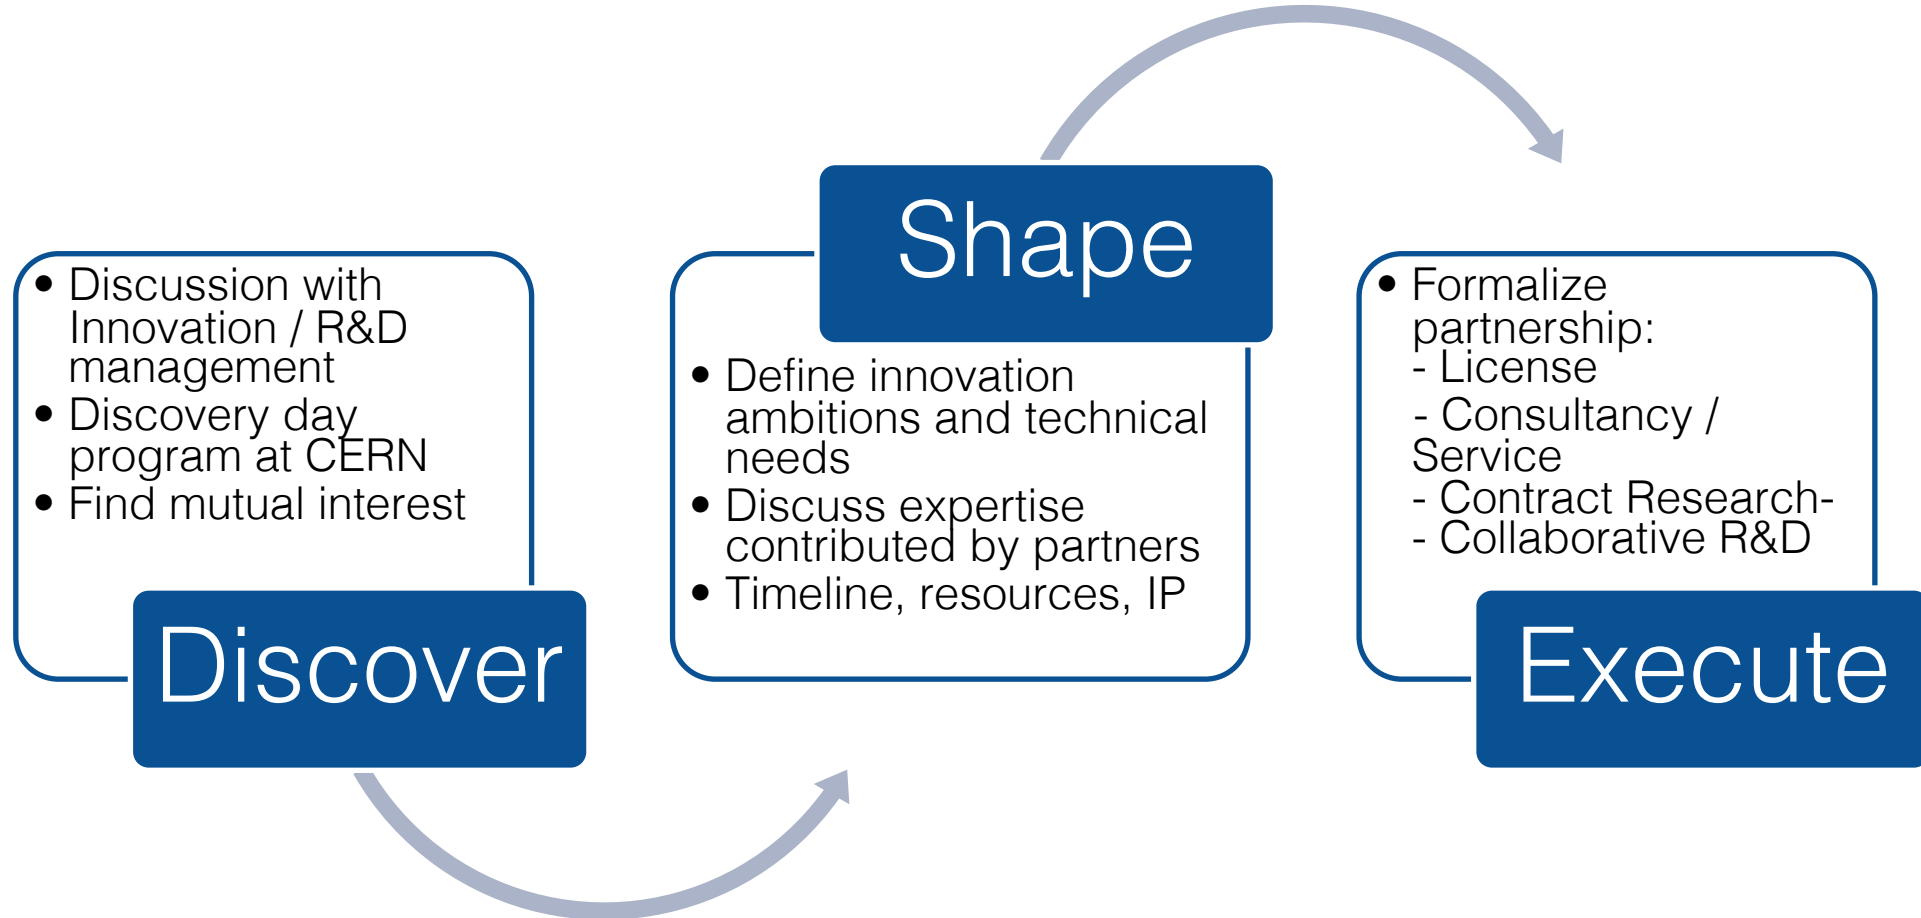 • Discussion with
Innovation / R&D
management
• Discovery day
program at CERN
• Find mutual interest
Discover
Shape
• Define innovation
ambitions and technical
needs
• Discuss expertise
contributed by partners
• Timeline, resources, IP
• Formalize
partnership:
- License
- Consultancy /
Service
- Contract Research-
- Collaborative R&D
Execute